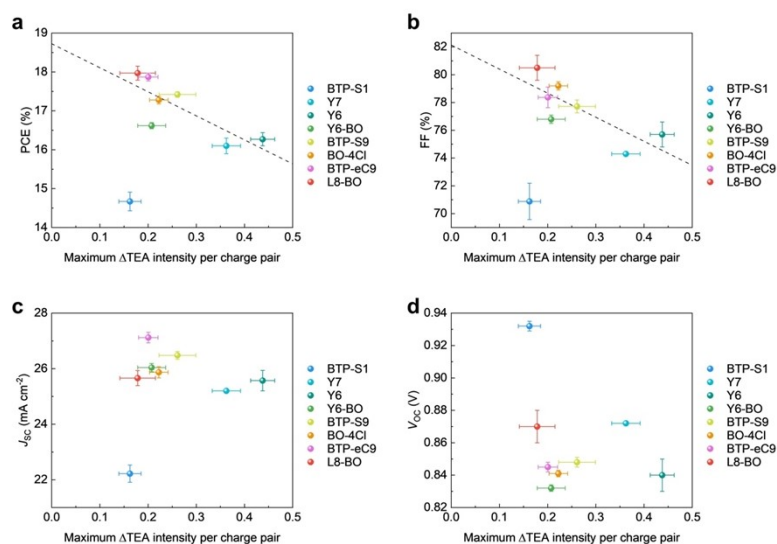 a
PCE (%)
19
18
17
16
15
14
0.0 0.1 0.2 0.3 0.4 0.5
Maximum ΔTEA intensity per charge pair
BTP-S1
Y7
Y6
Y6-BO
BTP-S9
BO-4Cl
BTP-eC9
L8-BO
b
FF (%)
82
80
78
76
74
72
70
0.0 0.1 0.2 0.3 0.4 0.5
Maximum ΔTEA intensity per charge pair
BTP-S1
Y7
Y6
Y6-BO
BTP-S9
BO-4Cl
BTP-eC9
L8-BO
c
JSC (mA cm-2)
28
26
24
22
0.0 0.1 0.2 0.3 0.4 0.5
Maximum ΔTEA intensity per charge pair
BTP-S1
Y7
Y6
Y6-BO
BTP-S9
BO-4Cl
BTP-eC9
L8-BO
d
VOC (V)
0.94
0.92
0.90
0.88
0.86
0.84
0.82
0.0 0.1 0.2 0.3 0.4 0.5
Maximum ΔTEA intensity per charge pair
BTP-S1
Y7
Y6
Y6-BO
BTP-S9
BO-4Cl
BTP-eC9
L8-BO